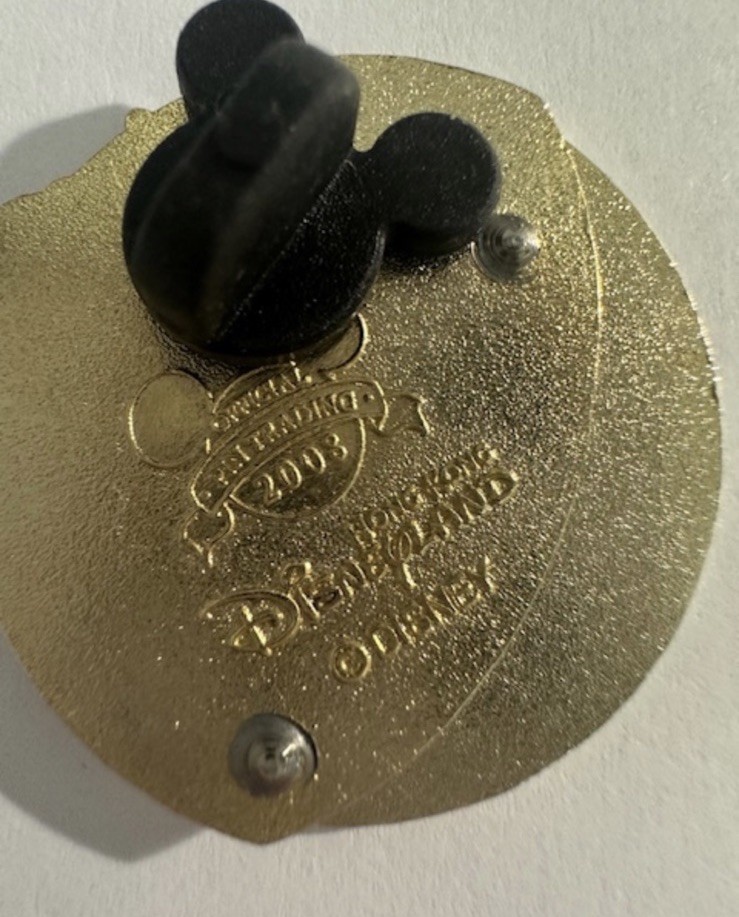 OFFICIAL
PIN TRADING
2008
HONG KONG
DISNEYLAND
©DISNEY